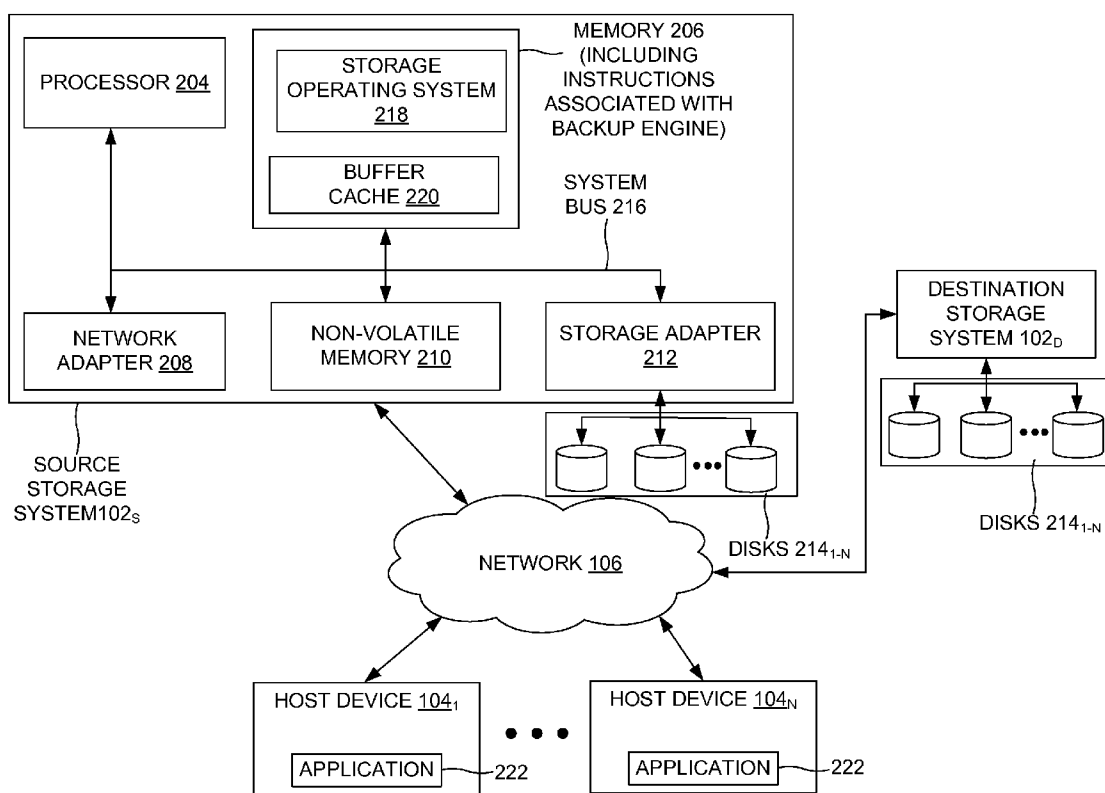 PROCESSOR 204
STORAGE
OPERATING SYSTEM
218
BUFFER
CACHE 220
MEMORY 206
(INCLUDING
INSTRUCTIONS
ASSOCIATED WITH
BACKUP ENGINE)
SYSTEM
BUS 216
NETWORK
ADAPTER 208
NON-VOLATILE
MEMORY 210
STORAGE ADAPTER
212
DESTINATION
STORAGE
SYSTEM 102D
SOURCE
STORAGE
SYSTEM102S
DISKS 2141-N
DISKS 2141-N
NETWORK 106
HOST DEVICE 1041
APPLICATION
222
HOST DEVICE 104N
APPLICATION
222